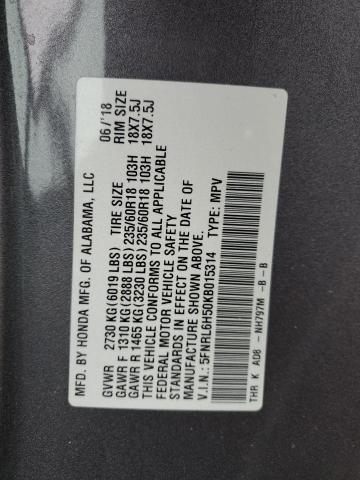 MFD. BY HONDA MFG. OF ALABAMA, LLC 06/'18
GVWR 2730 KG(6019 LBS) TIRE SIZE RIM SIZE
GAWR F 1310 KG(2888 LBS)235/60R18 103H 18X7.5J
GAWR R 1465 KG(3230 LBS)235/60R18 103H 18X7.5J
THIS VEHICLE CONFORMS TO ALL APPLICABLE
FEDERAL MOTOR VEHICLE SAFETY
STANDARDS IN EFFECT ON THE DATE OF
MANUFACTURE SHOWN ABOVE.
V.I.N.: 5FNRL6H50KB015314 TYPE: MPV
THR K AD8 -NH797M -B -B